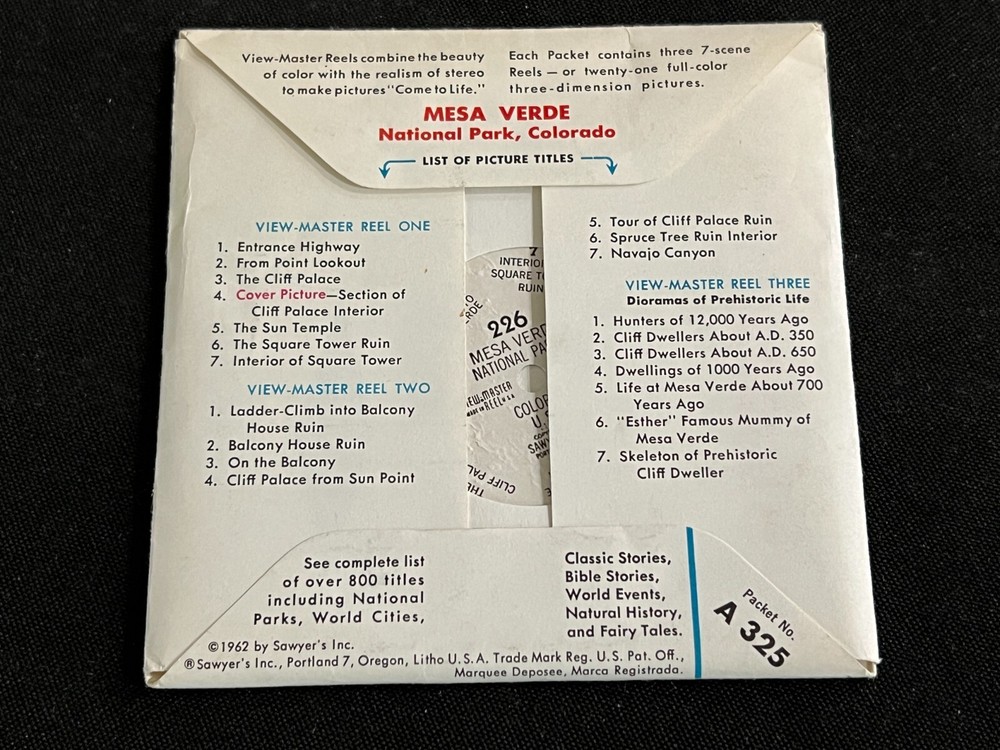 View-Master Reels combine the beauty
of color with the realism of stereo
to make pictures "Come to Life."
Each Packet contains three 7-scene
Reels — or twenty-one full-color
three-dimension pictures.
MESA VERDE
National Park, Colorado
LIST OF PICTURE TITLES
VIEW-MASTER REEL ONE
1. Entrance Highway
2. From Point Lookout
3. The Cliff Palace
4. Cover Picture—Section of
Cliff Palace Interior
5. The Sun Temple
6. The Square Tower Ruin
7. Interior of Square Tower
VIEW-MASTER REEL TWO
1. Ladder-Climb into Balcony
House Ruin
2. Balcony House Ruin
3. On the Balcony
4. Cliff Palace from Sun Point
5. Tour of Cliff Palace Ruin
6. Spruce Tree Ruin Interior
7. Navajo Canyon
VIEW-MASTER REEL THREE
Dioramas of Prehistoric Life
1. Hunters of 12,000 Years Ago
2. Cliff Dwellers About A.D. 350
3. Cliff Dwellers About A.D. 650
4. Dwellings of 1000 Years Ago
5. Life at Mesa Verde About 700
Years Ago
6. "Esther" Famous Mummy of
Mesa Verde
7. Skeleton of Prehistoric
Cliff Dweller
7
INTERIO
SQUARE TO
RUIN
226
MESA VERD
NATIONAL PA
COLOR
U.
CLIFF PAL
THE
See complete list
of over 800 titles
including National
Parks, World Cities,
Classic Stories,
Bible Stories,
World Events,
Natural History,
and Fairy Tales.
©1962 by Sawyer's Inc.
®Sawyer's Inc., Portland 7, Oregon, Litho U.S.A. Trade Mark Reg. U.S. Pat. Off.,
Marquee Deposee, Marca Registrada.
Packet No.
A 325